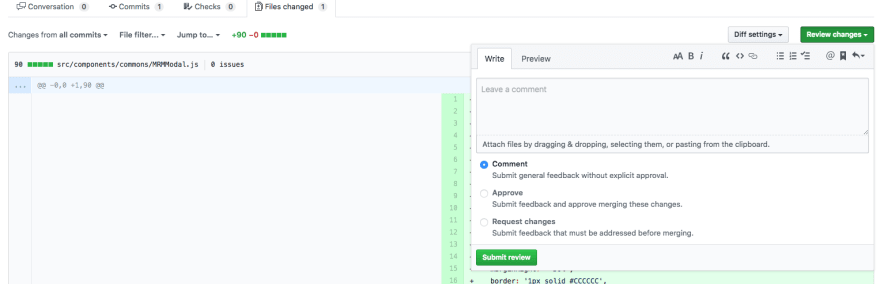 Conversation 0 Commits 1 Checks 0 Files changed 1
Changes from all commits File filter... Jump to... +90 −0 Diff settings Review changes
90 src/components/commons/MRMModal.js 0 issues
Write Preview AA B i
... @@ -0,0 +1,90 @@
Leave a comment
1
2
3
4
5
Attach files by dragging & dropping, selecting them, or pasting from the clipboard.
6
7
Comment
Submit general feedback without explicit approval.
8
9
Approve
Submit feedback and approve merging these changes.
10
11
Request changes
12
Submit feedback that must be addressed before merging.
13
14
Submit review
15
16 + border: '1px solid #CCCCCC',